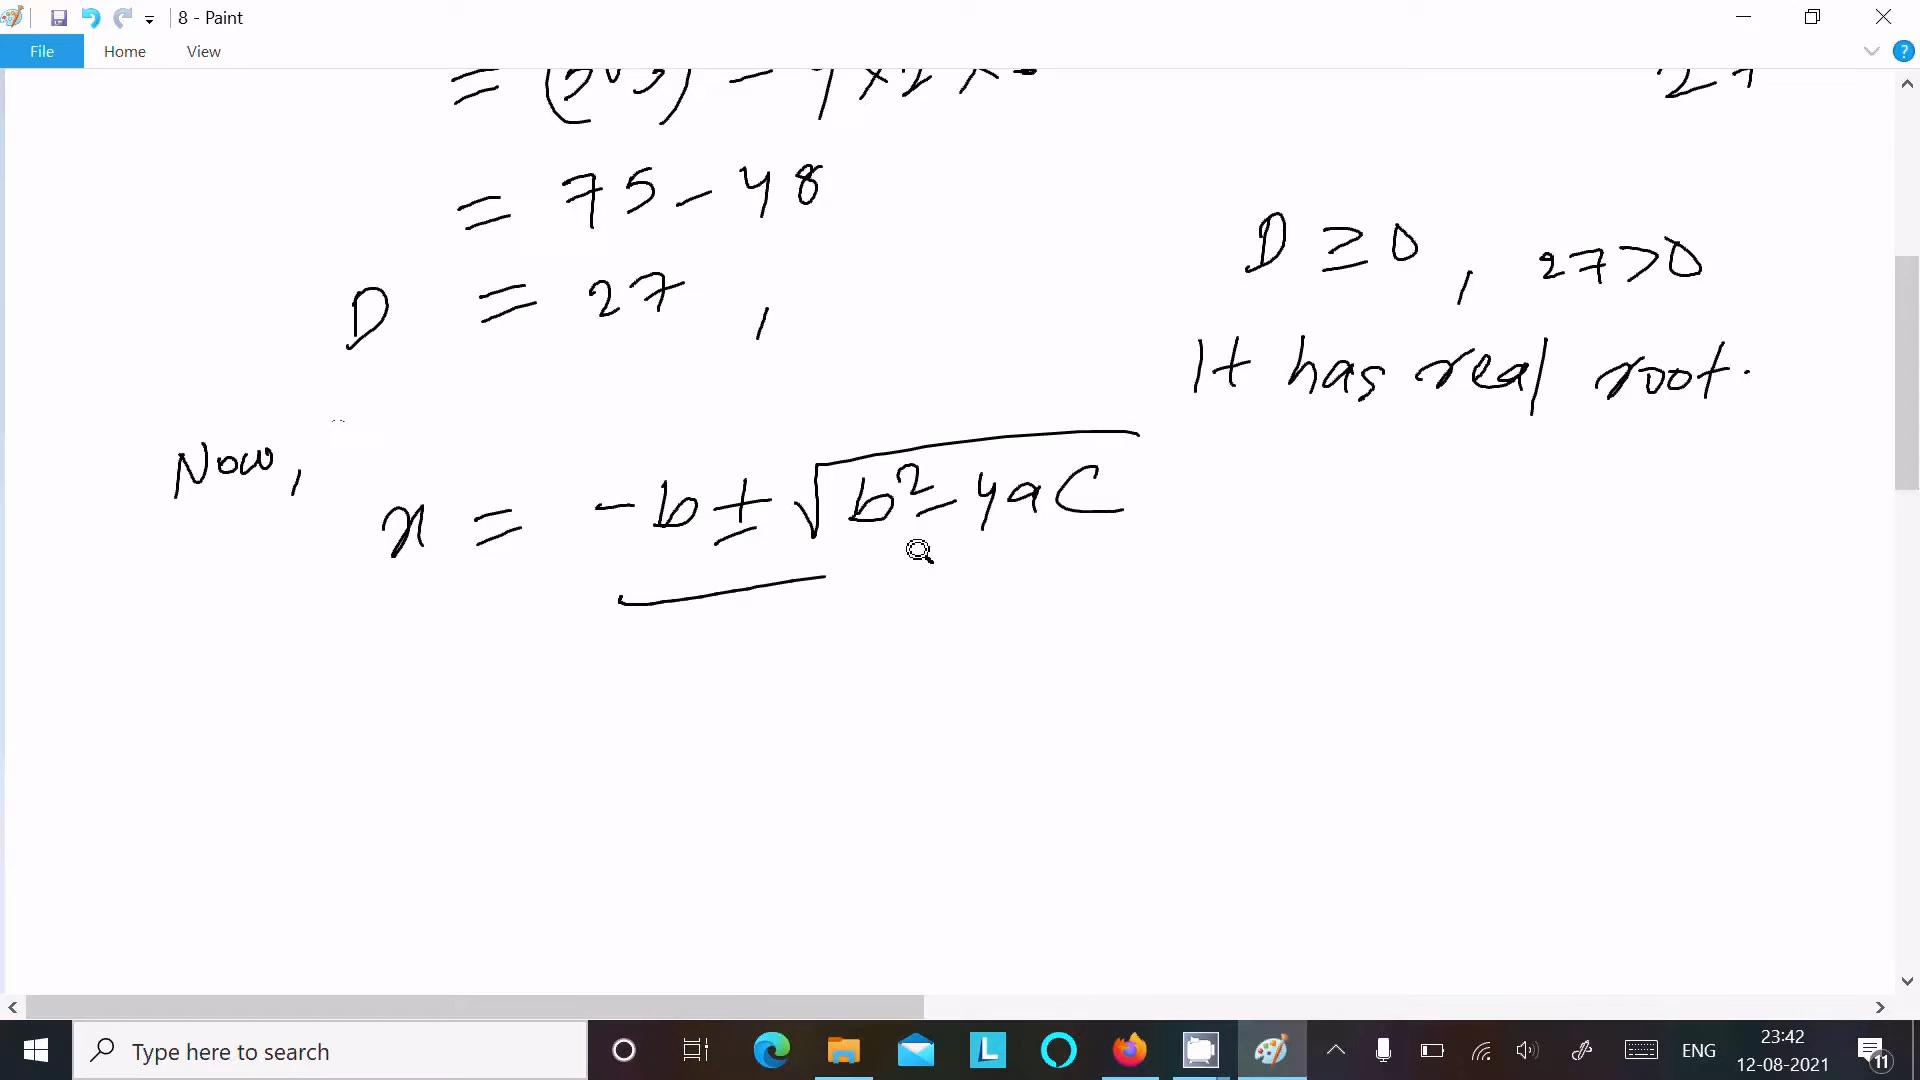 8 - Paint
File Home View
= 75 - 48
D = 27 ,
D ≥ 0 , 27 > 0
It has real root.
Now,
x = -b ± √b² - 4ac
Type here to search
ENG
23:42
12-08-2021
11